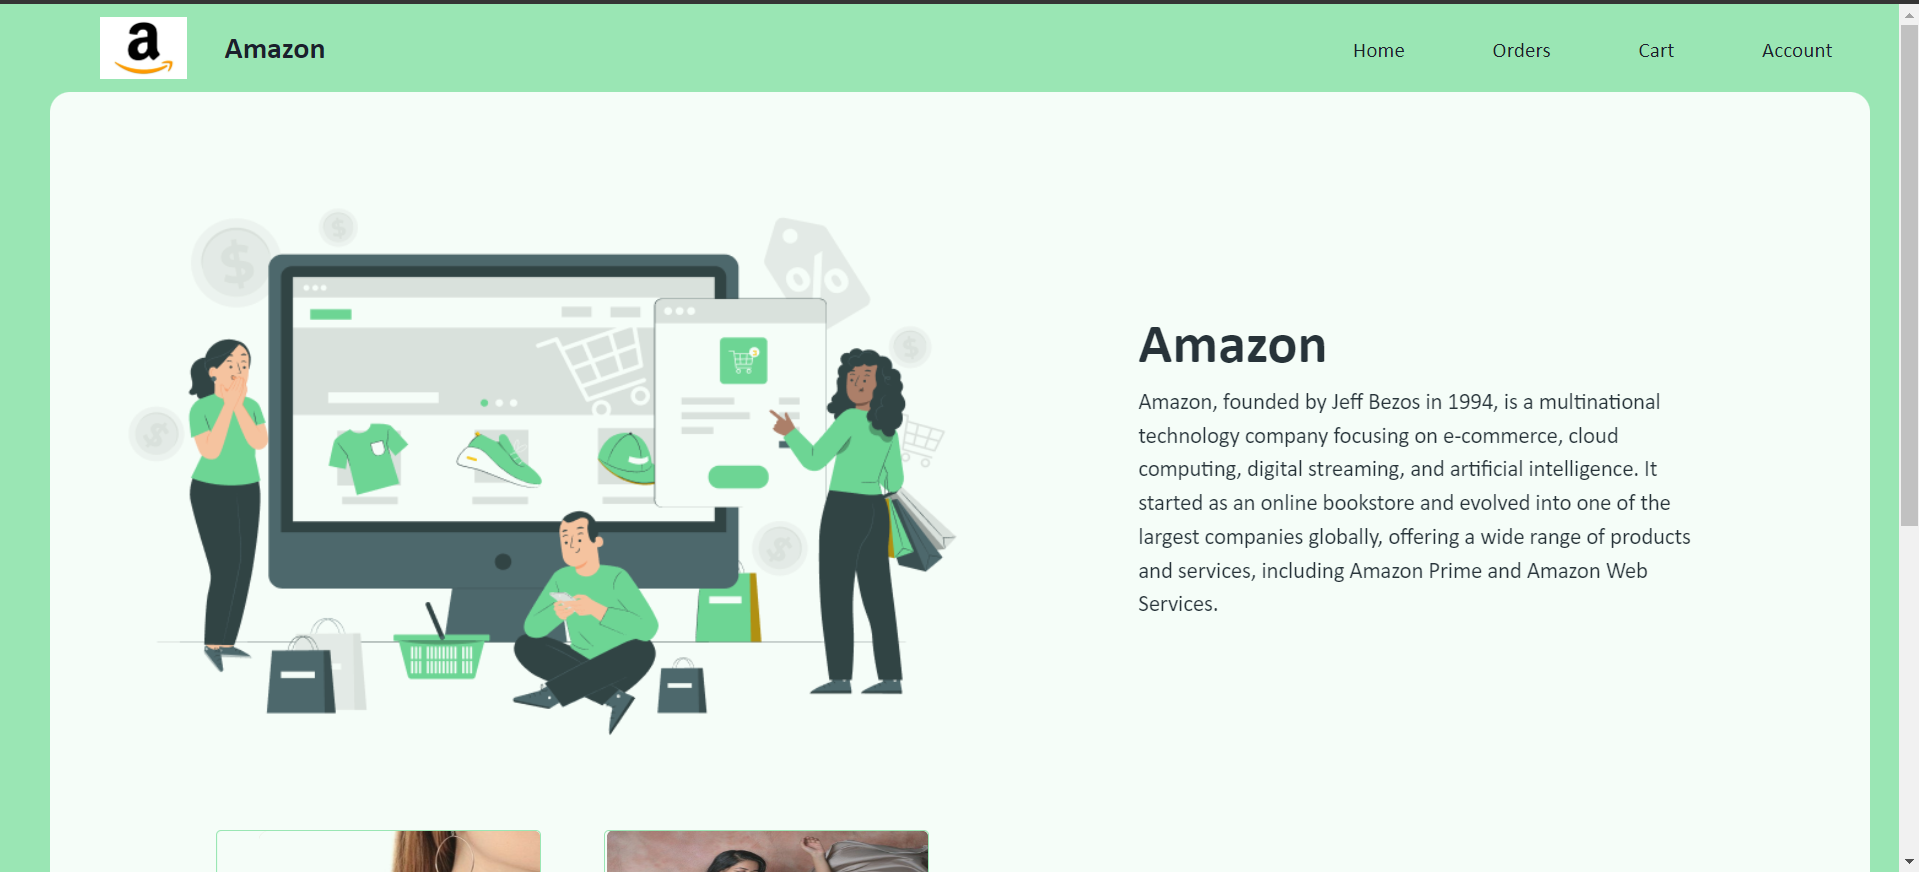 a
Amazon
Home
Orders
Cart
Account
$
$
%
$
$
$
Amazon
Amazon, founded by Jeff Bezos in 1994, is a multinational
technology company focusing on e-commerce, cloud
computing, digital streaming, and artificial intelligence. It
started as an online bookstore and evolved into one of the
largest companies globally, offering a wide range of products
and services, including Amazon Prime and Amazon Web
Services.